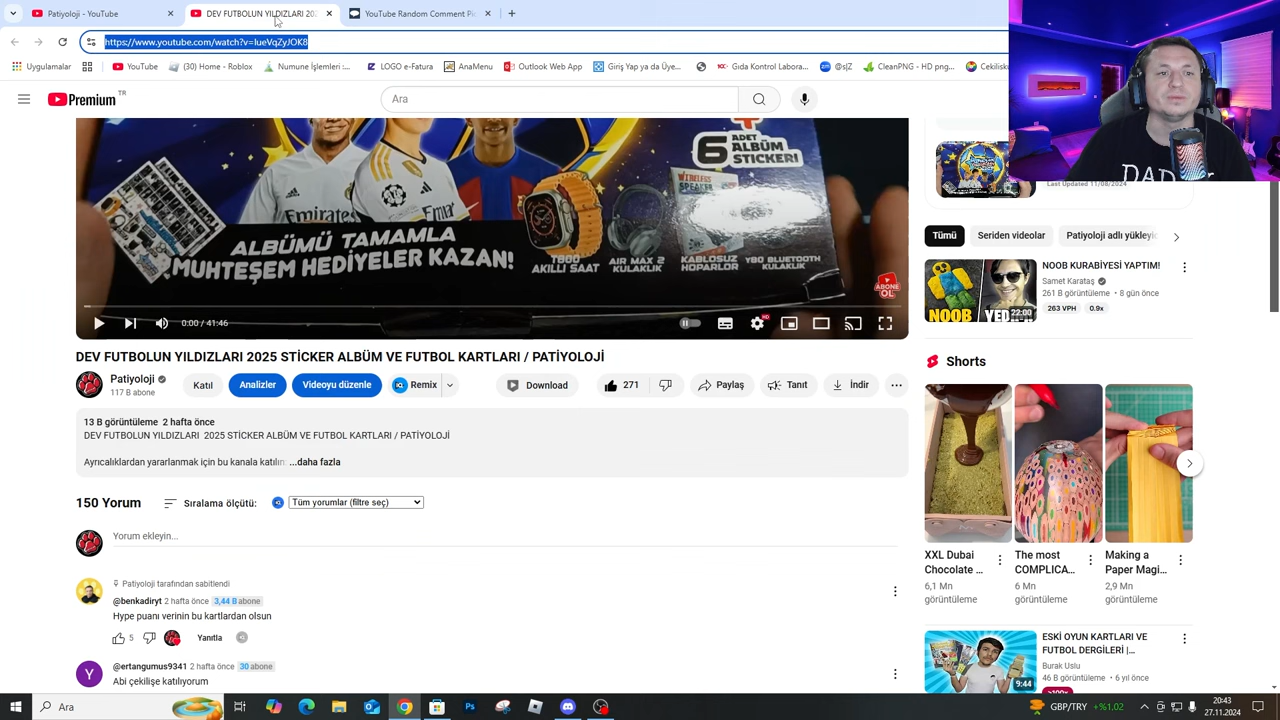 Patiyoloji - YouTube
DEV FUTBOLUN YILDIZLARI 202
YouTube Random Comment Pic
https://www.youtube.com/watch?v=IueVqZyJOK8
Uygulamalar
YouTube
(30) Home - Roblox
Numune İşlemleri :...
LOGO e-Fatura
AnaMenu
Outlook Web App
Giriş Yap ya da Üye...
Gıda Kontrol Labora...
@s|Z
CleanPNG - HD png...
Çekiliskol
Premium TR
Ara
6 ADET
ALBÜM
STICKERI
WIRELESS
SPEAKER
Emirates
ALBÜMÜ TAMAMLA
MUHTEŞEM HEDİYELER KAZAN!
T800
AKILLI SAAT
AIR MAX 2
KULAKLIK
KABLOSUZ
HOPARLÖR
Y80 BLUETOOTH
KULAKLIK
ABONE
OL
0:00 / 41:46
HD
DEV FUTBOLUN YILDIZLARI 2025 STİCKER ALBÜM VE FUTBOL KARTLARI / PATİYOLOJİ
Patiyoloji
117 B abone
Katıl
Analizler
Videoyu düzenle
Remix
Download
271
Paylaş
Tanıt
İndir
13 B görüntüleme 2 hafta önce
DEV FUTBOLUN YILDIZLARI 2025 STİCKER ALBÜM VE FUTBOL KARTLARI / PATİYOLOJİ
Ayrıcalıklardan yararlanmak için bu kanala katılın: ...daha fazla
150 Yorum
Sıralama ölçütü:
Tüm yorumlar (filtre seç)
Yorum ekleyin...
Patiyoloji tarafından sabitlendi
@benkadiryt 2 hafta önce 3,44 B abone
Hype puanı verinin bu kartlardan olsun
5
Yanıtla
Y
@ertangumus9341 2 hafta önce 30 abone
Abi çekilişe katılıyorum
Last Updated 11/08/2024
Tümü
Seriden videolar
Patiyoloji adlı yükleyic
NOOB KURABİYESİ YAPTIM!
Samet Karataş
261 B görüntüleme • 8 gün önce
263 VPH
0.9x
NOOB YEDİ
22:00
Shorts
XXL Dubai
Chocolate ...
6,1 Mn
görüntüleme
The most
COMPLICA...
6 Mn
görüntüleme
Making a
Paper Magi...
2,9 Mn
görüntüleme
ESKİ OYUN KARTLARI VE
FUTBOL DERGİLERİ |...
Burak Uslu
46 B görüntüleme • 6 yıl önce
>100x
9:44
DADDY
Ara
GBP/TRY +%1.02
20:43
27.11.2024